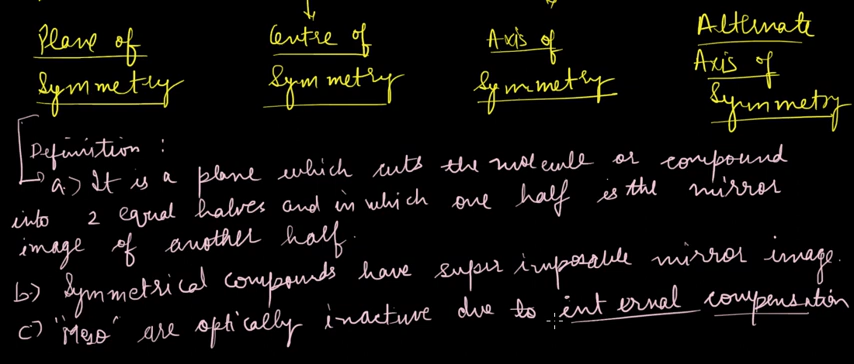 Plane of Symmetry
Centre of Symmetry
Axis of Symmetry
Alternate Axis of Symmetry
Definition :
a.) It is a plane which cuts the molecule or compound
into 2 equal halves and in which one half is the mirror
image of another half.
b.) Symmetrical compounds have super imposable mirror image.
c.) "Meso" are optically inactive due to internal compensation